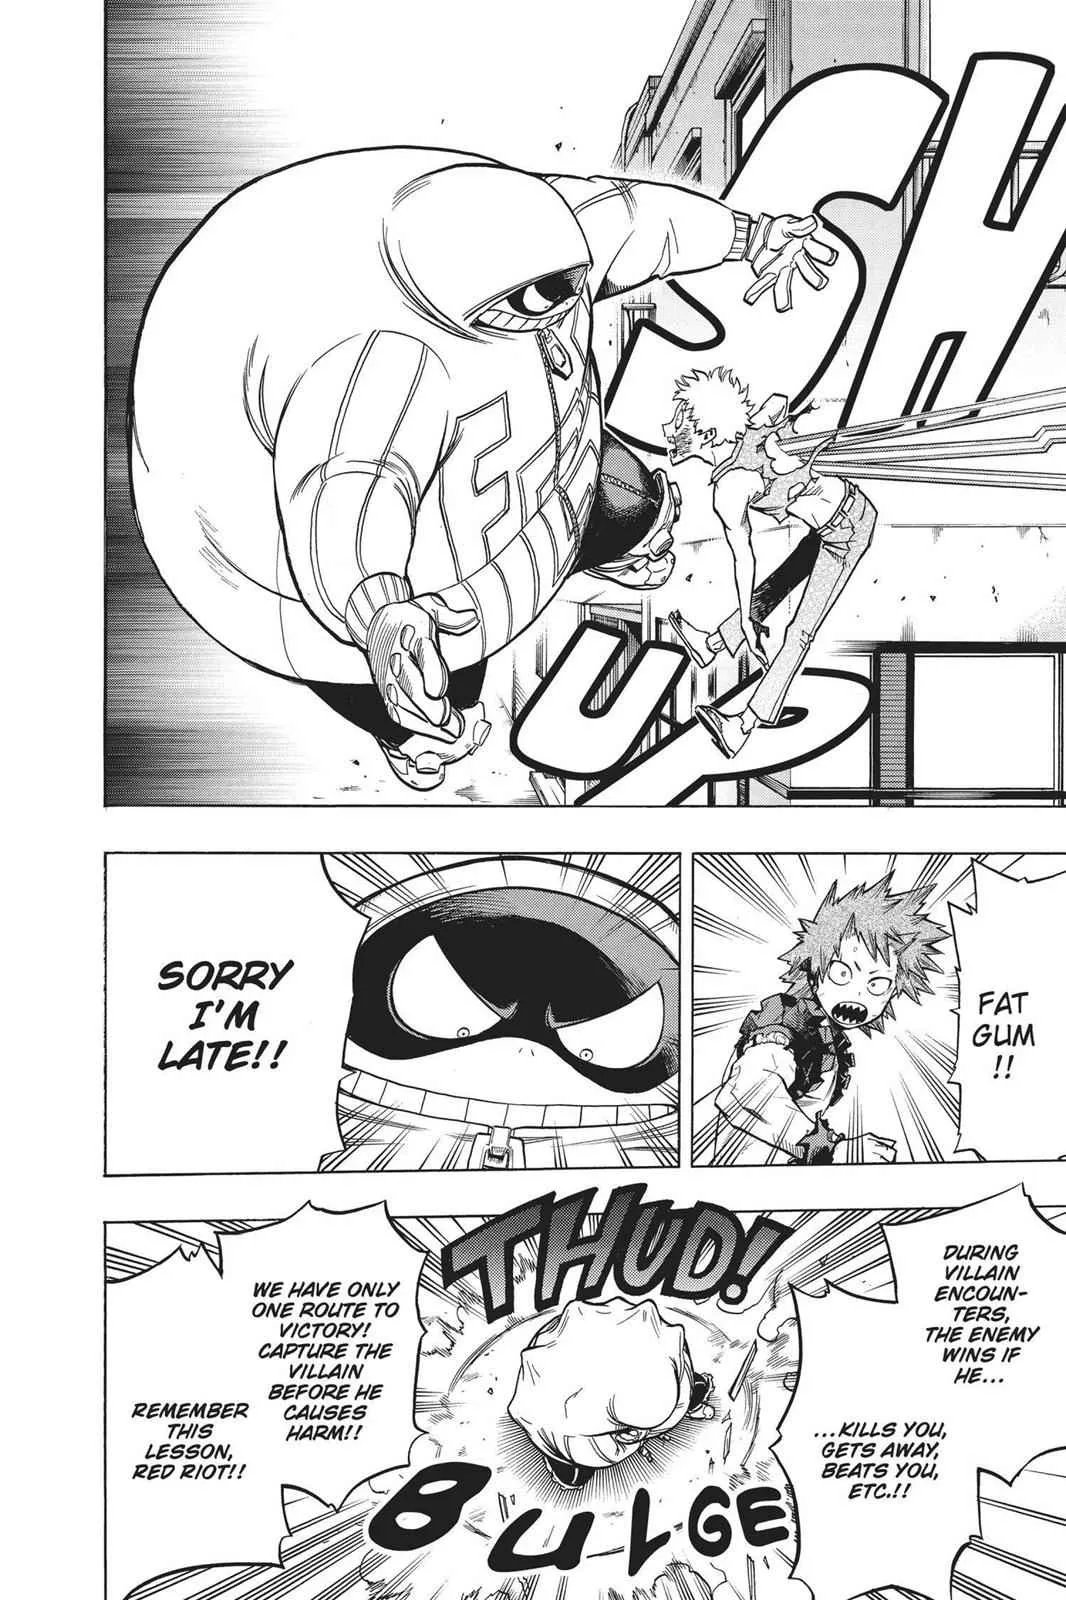 SHUP
FAT
GUM
!!
SORRY
I'M
LATE!!
THUD!
DURING
VILLAIN
ENCOUN-
TERS,
THE ENEMY
WINS IF
HE...
...KILLS YOU,
GETS AWAY,
BEATS YOU,
ETC.!!
BULGE
WE HAVE ONLY
ONE ROUTE TO
VICTORY!
CAPTURE THE
VILLAIN
BEFORE HE
CAUSES
HARM!!
REMEMBER
THIS
LESSON,
RED RIOT!!